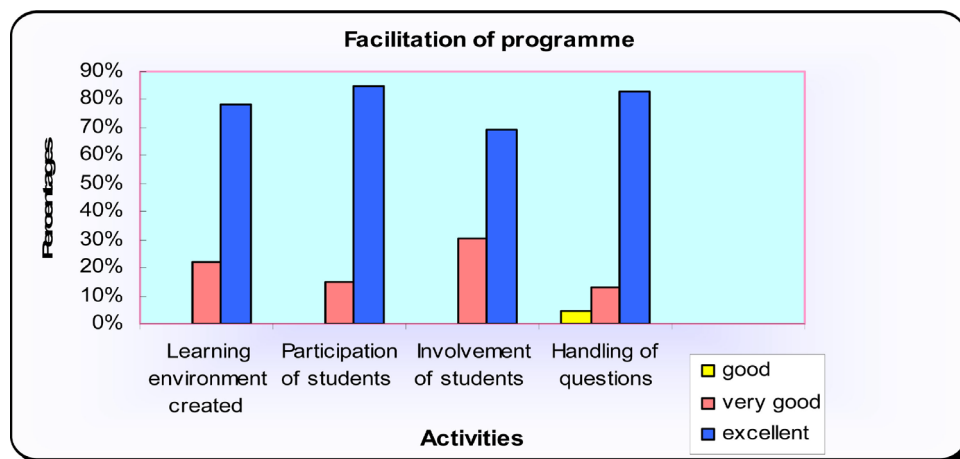 Facilitation of programme
90%
80%
70%
60%
50%
40%
30%
20%
10%
0%
Percentages
Learning
environment
created
Participation
of students
Involvement
of students
Handling of
questions
Activities
good
very good
excellent